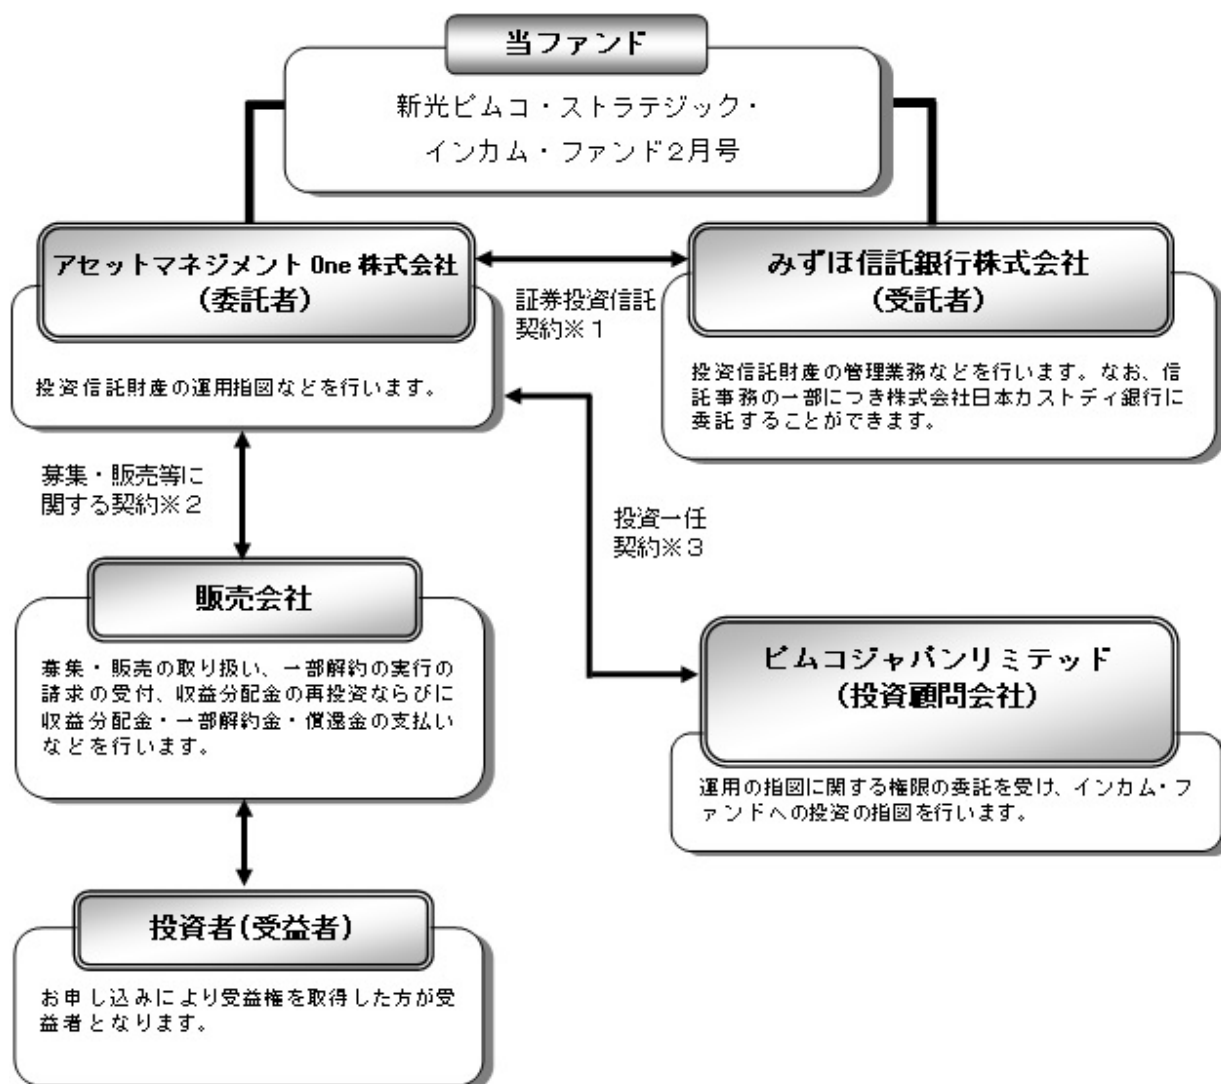 当ファンド
新光ピムコ・ストラテジック・
インカム・ファンド2月号
アセットマネジメント One 株式会社
（委託者）
投資信託財産の運用指図などを行います。
証券投資信託
契約※1
みずほ信託銀行株式会社
（受託者）
投資信託財産の管理業務などを行います。なお、信
託事務の一部につき株式会社日本カストディ銀行に
委託することができます。
募集・販売等に
関する契約※2
投資一任
契約※3
販売会社
募集・販売の取り扱い、一部解約の実行の
請求の受付、収益分配金の再投資ならびに
収益分配金・一部解約金・償還金の支払い
などを行います。
ピムコジャパンリミテッド
（投資顧問会社）
運用の指図に関する権限の委託を受け、インカム・フ
ァンドへの投資の指図を行います。
投資者（受益者）
お申し込みにより受益権を取得した方が受
益者となります。